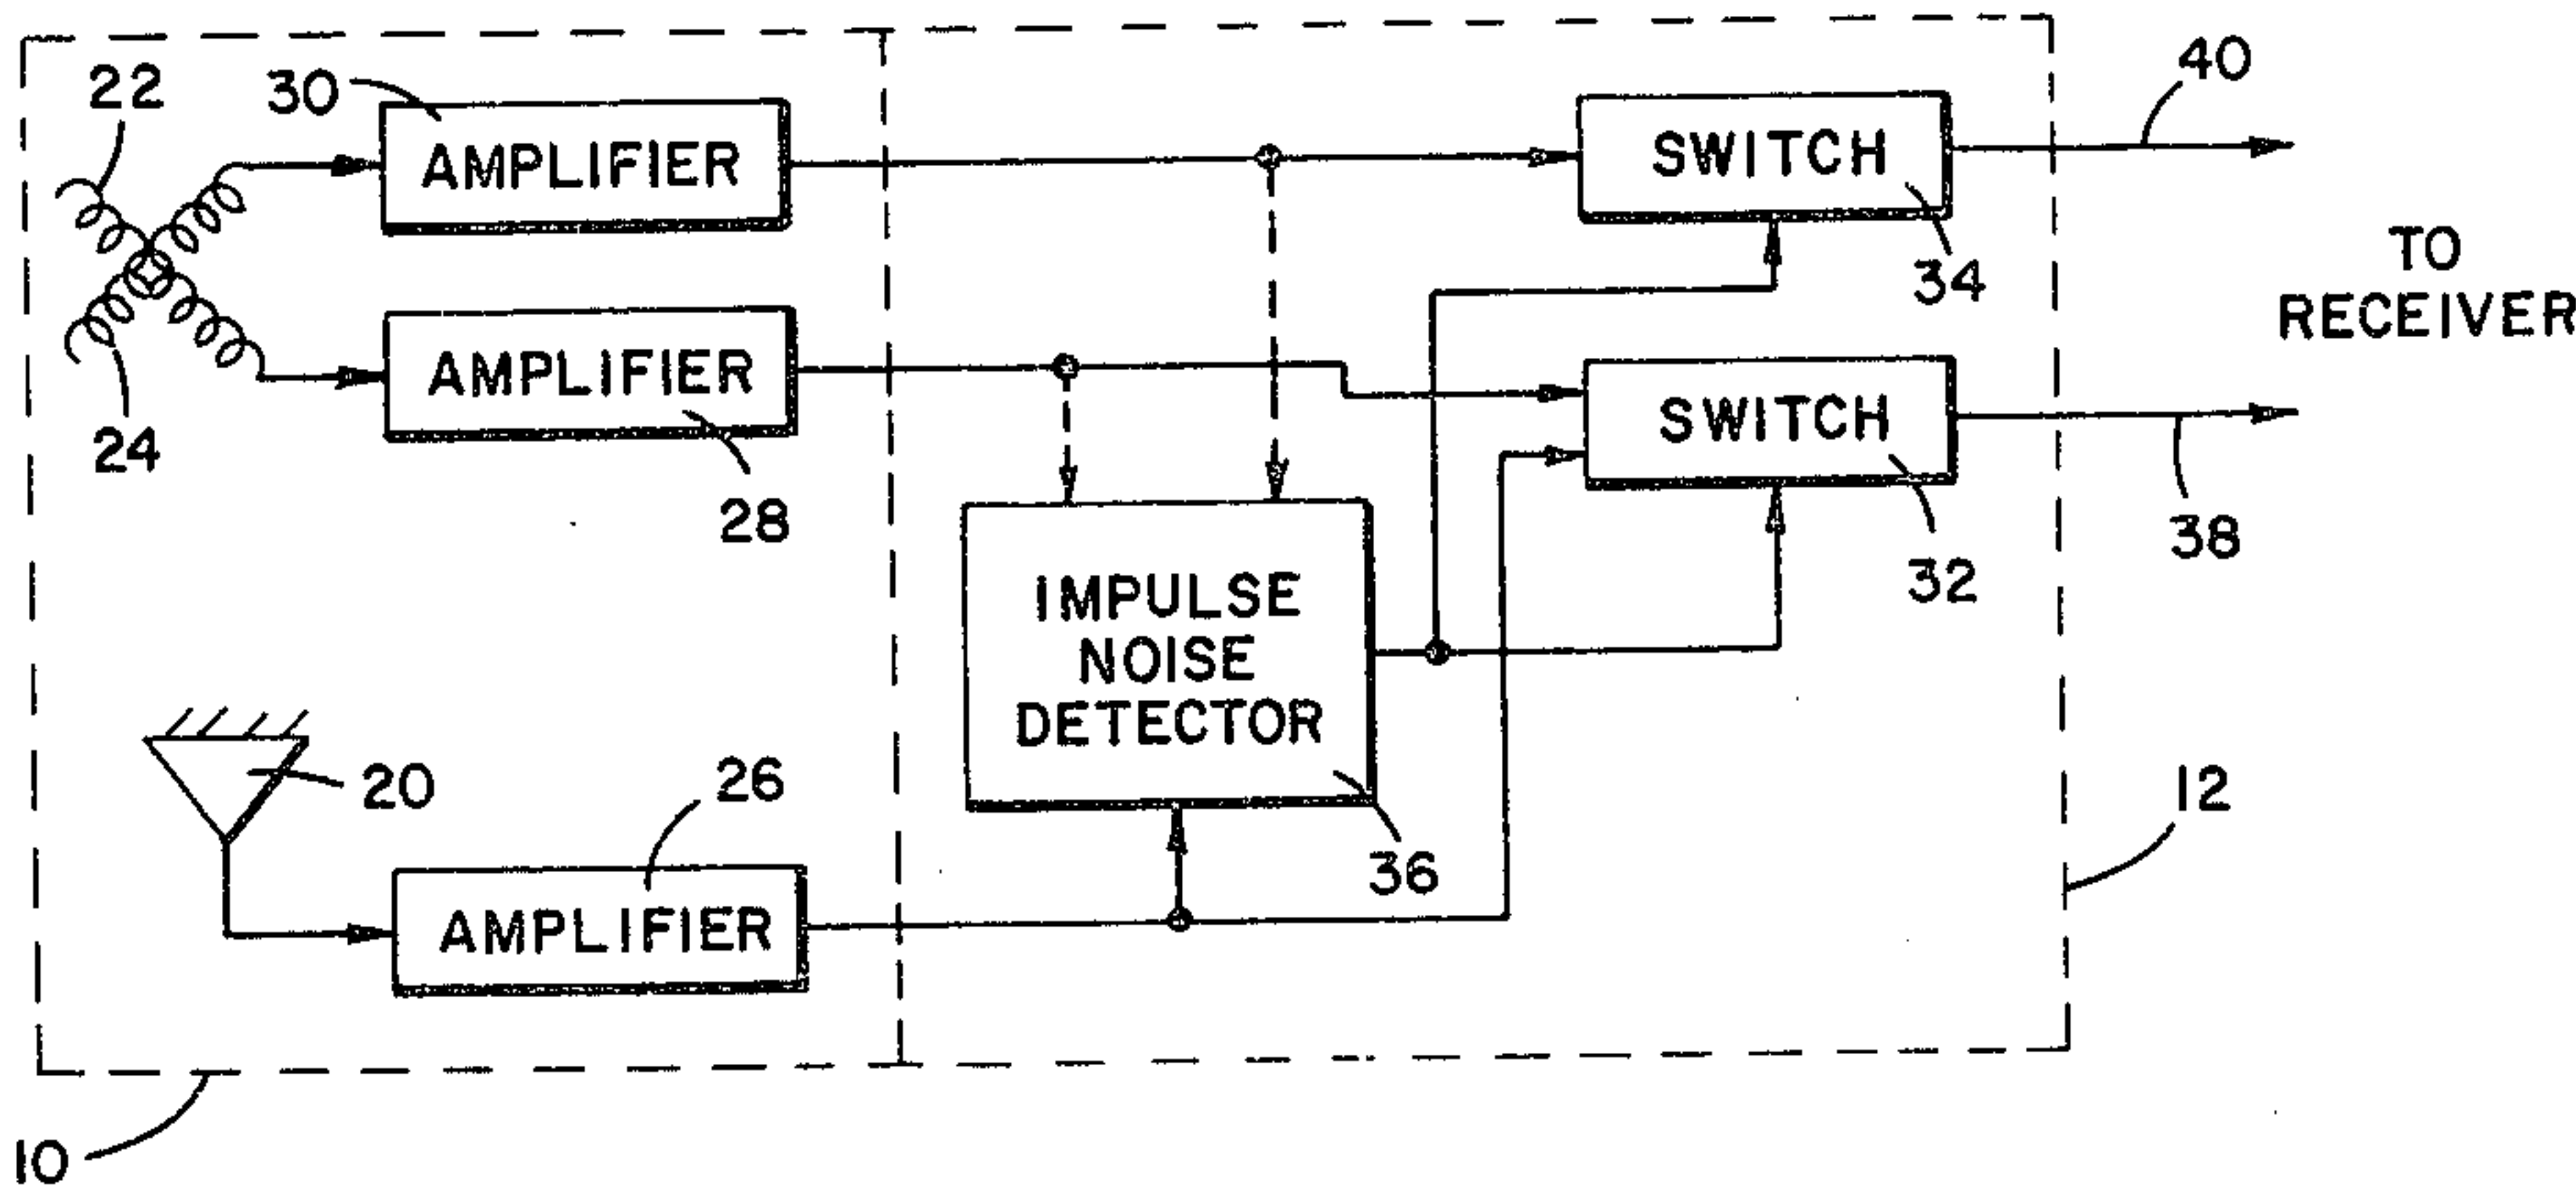 22
30
AMPLIFIER
SWITCH
40
34
TO
RECEIVER
24
AMPLIFIER
28
SWITCH
32
38
IMPULSE
NOISE
DETECTOR
36
20
26
AMPLIFIER
12
10